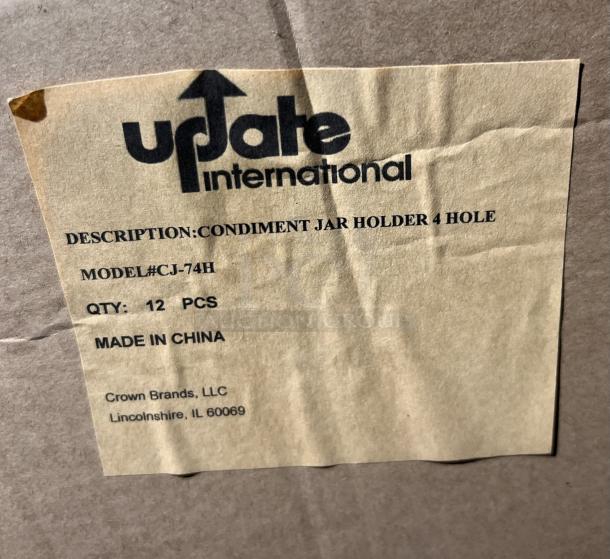 update
international
DESCRIPTION:CONDIMENT JAR HOLDER 4 HOLE
MODEL#CJ-74H
QTY: 12 PCS
MADE IN CHINA
Crown Brands, LLC
Lincolnshire, IL 60069